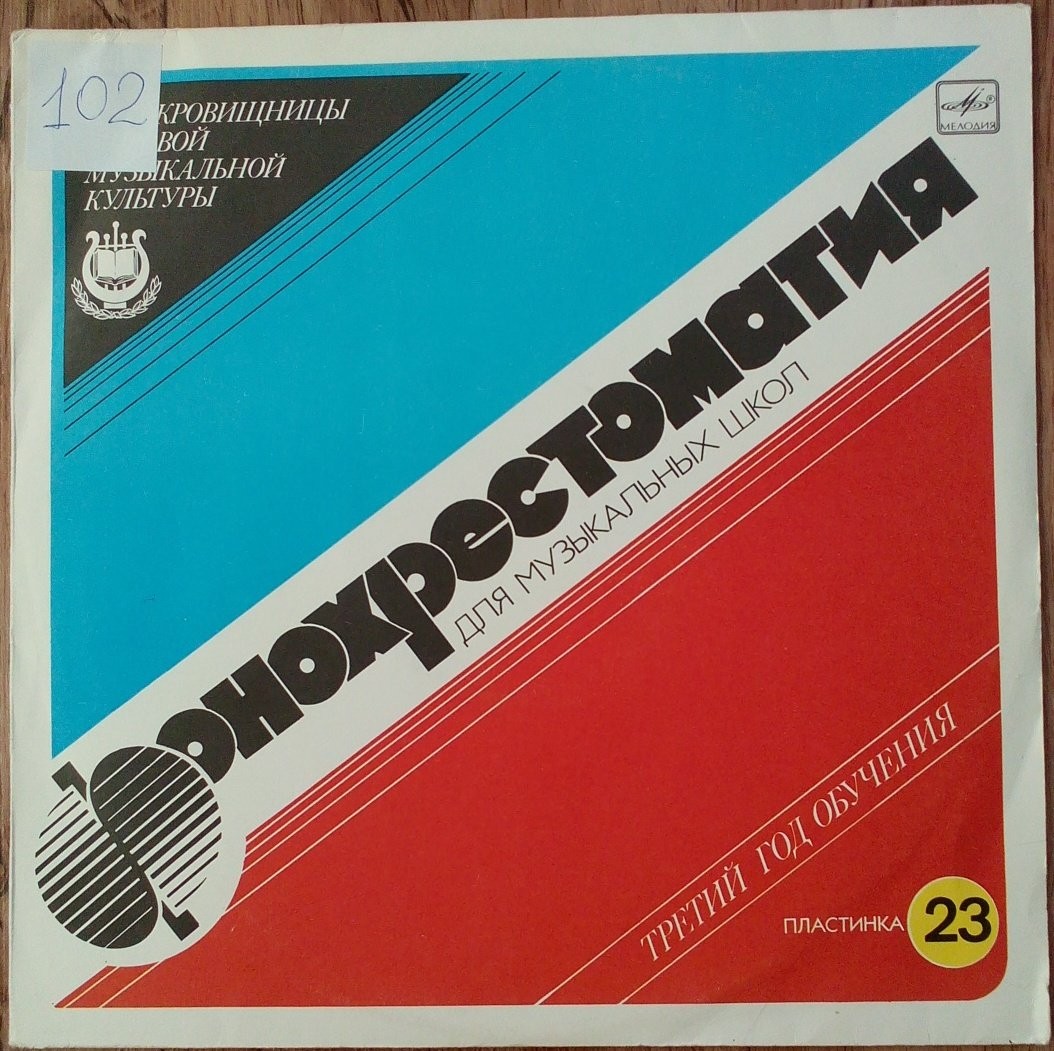 102
КРОВИЩНИЦЫ
ВОЙ
МУЗЫКАЛЬНОЙ
КУЛЬТУРЫ
МЕЛОДИЯ
Фонохрестоматия
ДЛЯ МУЗЫКАЛЬНЫХ ШКОЛ
ТРЕТИЙ ГОД ОБУЧЕНИЯ
ПЛАСТИНКА 23